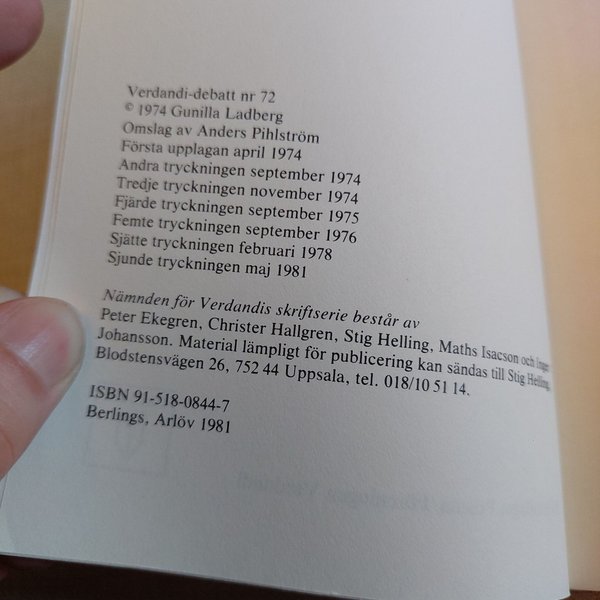 Verdandi-debatt nr 72
© 1974 Gunilla Ladberg
Omslag av Anders Pihlström
Första upplagan april 1974
Andra tryckningen september 1974
Tredje tryckningen november 1974
Fjärde tryckningen september 1975
Femte tryckningen september 1976
Sjätte tryckningen februari 1978
Sjunde tryckningen maj 1981
Nämnden för Verdandis skriftserie består av
Peter Ekegren, Christer Hallgren, Stig Helling, Maths Isacson och Inger
Johansson. Material lämpligt för publicering kan sändas till Stig Helling,
Blodstensvägen 26, 752 44 Uppsala, tel. 018/10 51 14.
ISBN 91-518-0844-7
Berlings, Arlöv 1981